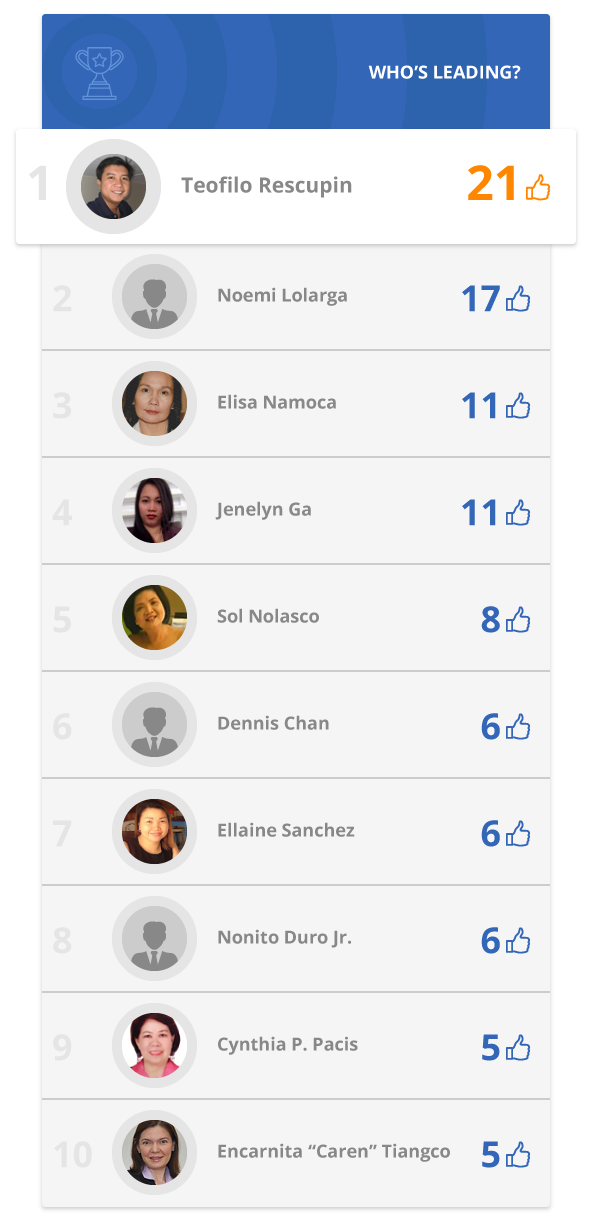 WHO’S LEADING?
1 Teofilo Rescupin 21
2 Noemi Lolarga 17
3 Elisa Namoca 11
4 Jenelyn Ga 11
5 Sol Nolasco 8
6 Dennis Chan 6
7 Ellaine Sanchez 6
8 Nonito Duro Jr. 6
9 Cynthia P. Pacis 5
10 Encarnita “Caren” Tiangco 5